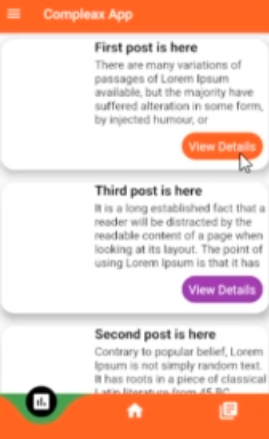 Compleax App
First post is here
There are many variations of
passages of Lorem Ipsum
available, but the majority have
suffered alteration in some form,
by injected humour, or
View Details
Third post is here
It is a long established fact that a
reader will be distracted by the
readable content of a page when
looking at its layout. The point of
using Lorem Ipsum is that it has
View Details
Second post is here
Contrary to popular belief, Lorem
Ipsum is not simply random text.
It has roots in a piece of classical
Latin literature from 45 BC